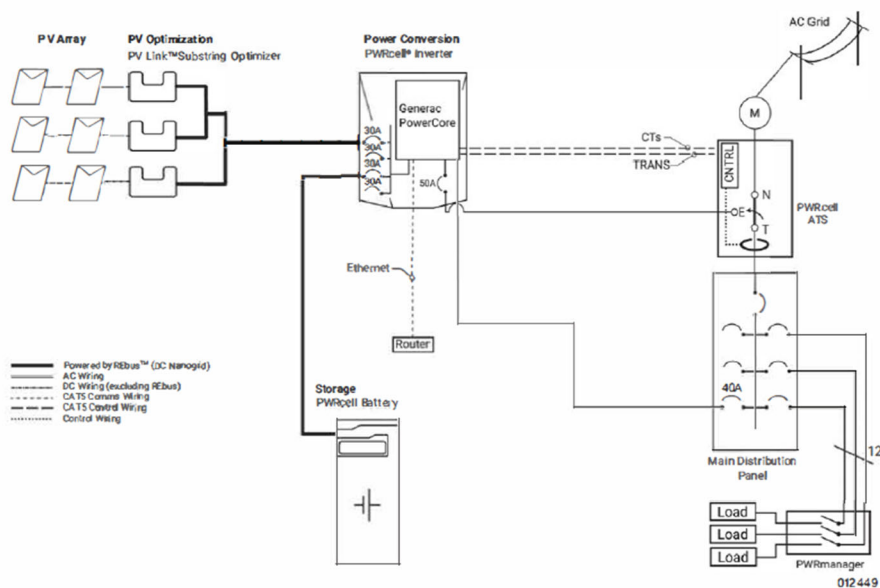 PV Array
PV Optimization
PV Link™Substring Optimizer
Power Conversion
PWRcell® Inverter
AC Grid
M
Generac
PowerCore
30A
30A
30A
30A
50A
CTs
TRANS
CNTRL
N
E
T
PWRcell
ATS
Ethernet
Router
Powered by REbus™ (DC Nanogrid)
AC Wiring
DC Wiring (excluding REbus)
CAT5 Comms Wiring
CAT5 Control Wiring
Control Wiring
Storage
PWRcell Battery
40A
Main Distribution
Panel
12
Load
Load
Load
PWRmanager
012449